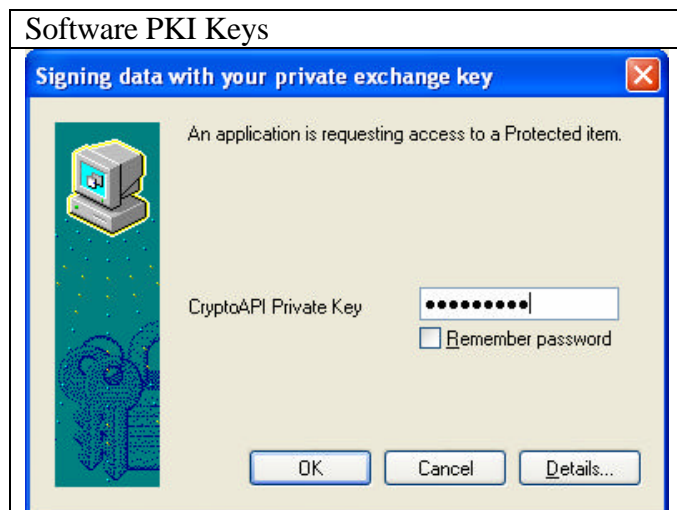 Software PKI Keys
Signing data with your private exchange key
An application is requesting access to a Protected item.
CryptoAPI Private Key
●●●●●●●●●
Remember password
OK Cancel Details...